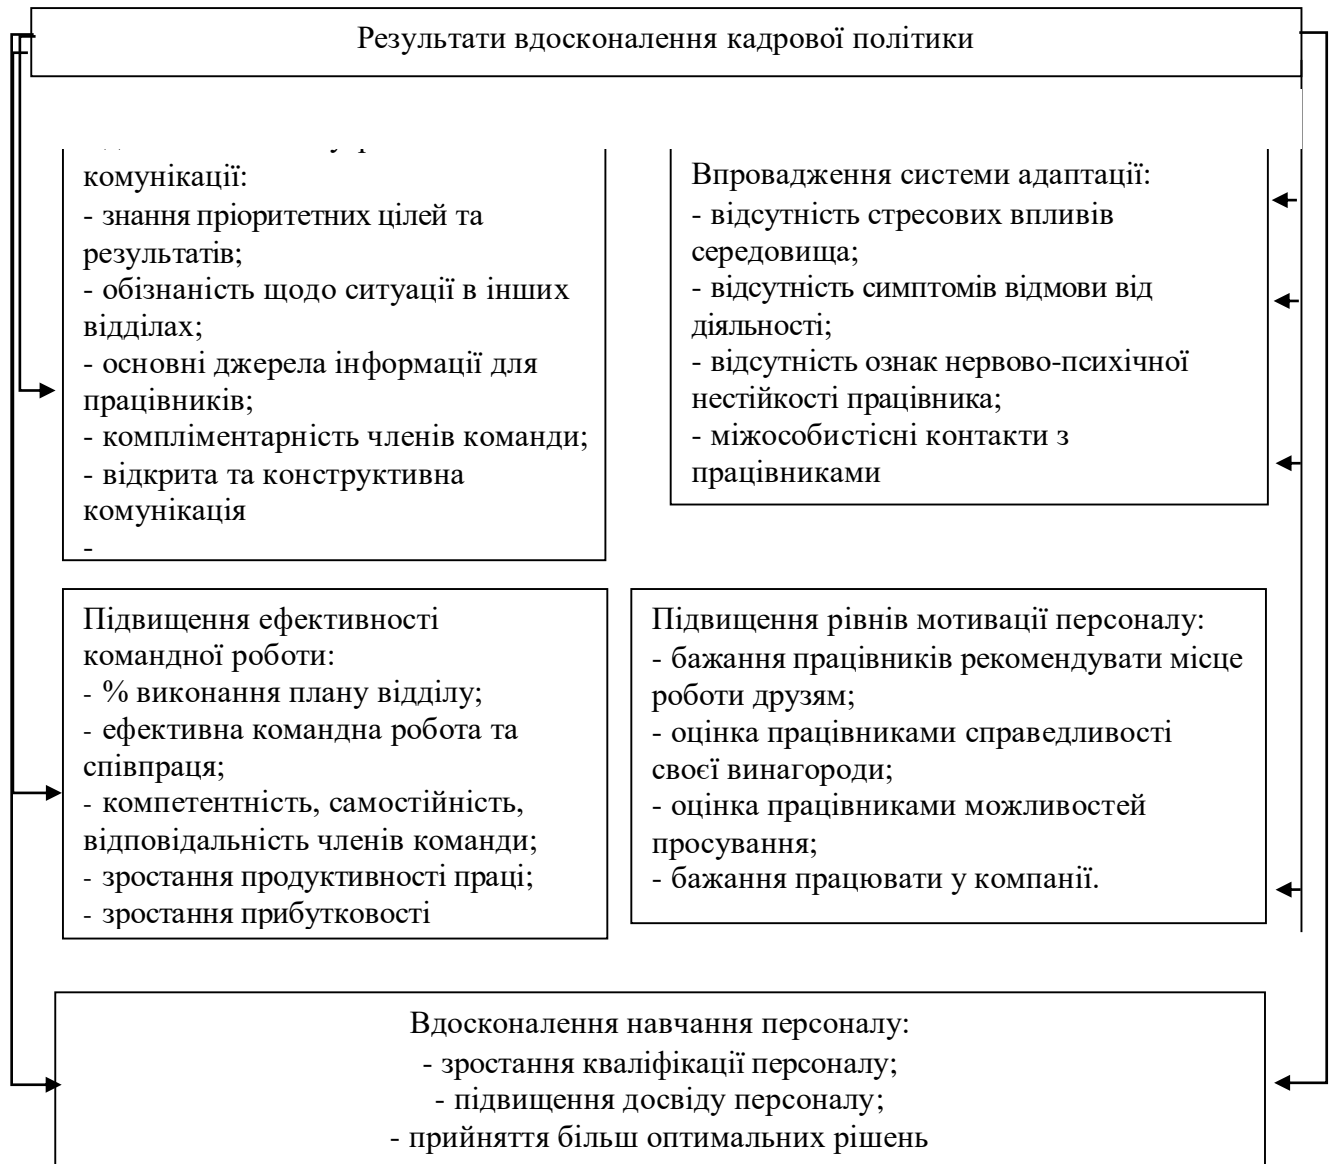 Результати вдосконалення кадрової політики
комунікації:
- знання пріоритетних цілей та
результатів;
- обізнаність щодо ситуації в інших
відділах;
- основні джерела інформації для
працівників;
- компліментарність членів команди;
- відкрита та конструктивна
комунікація
-
Впровадження системи адаптації:
- відсутність стресових впливів
середовища;
- відсутність симптомів відмови від
діяльності;
- відсутність ознак нервово-психічної
нестійкості працівника;
- міжособистісні контакти з
працівниками
Підвищення ефективності
командної роботи:
- % виконання плану відділу;
- ефективна командна робота та
співпраця;
- компетентність, самостійність,
відповідальність членів команди;
- зростання продуктивності праці;
- зростання прибутковості
Підвищення рівнів мотивації персоналу:
- бажання працівників рекомендувати місце
роботи друзям;
- оцінка працівниками справедливості
своєї винагороди;
- оцінка працівниками можливостей
просування;
- бажання працювати у компанії.
Вдосконалення навчання персоналу:
- зростання кваліфікації персоналу;
- підвищення досвіду персоналу;
- прийняття більш оптимальних рішень